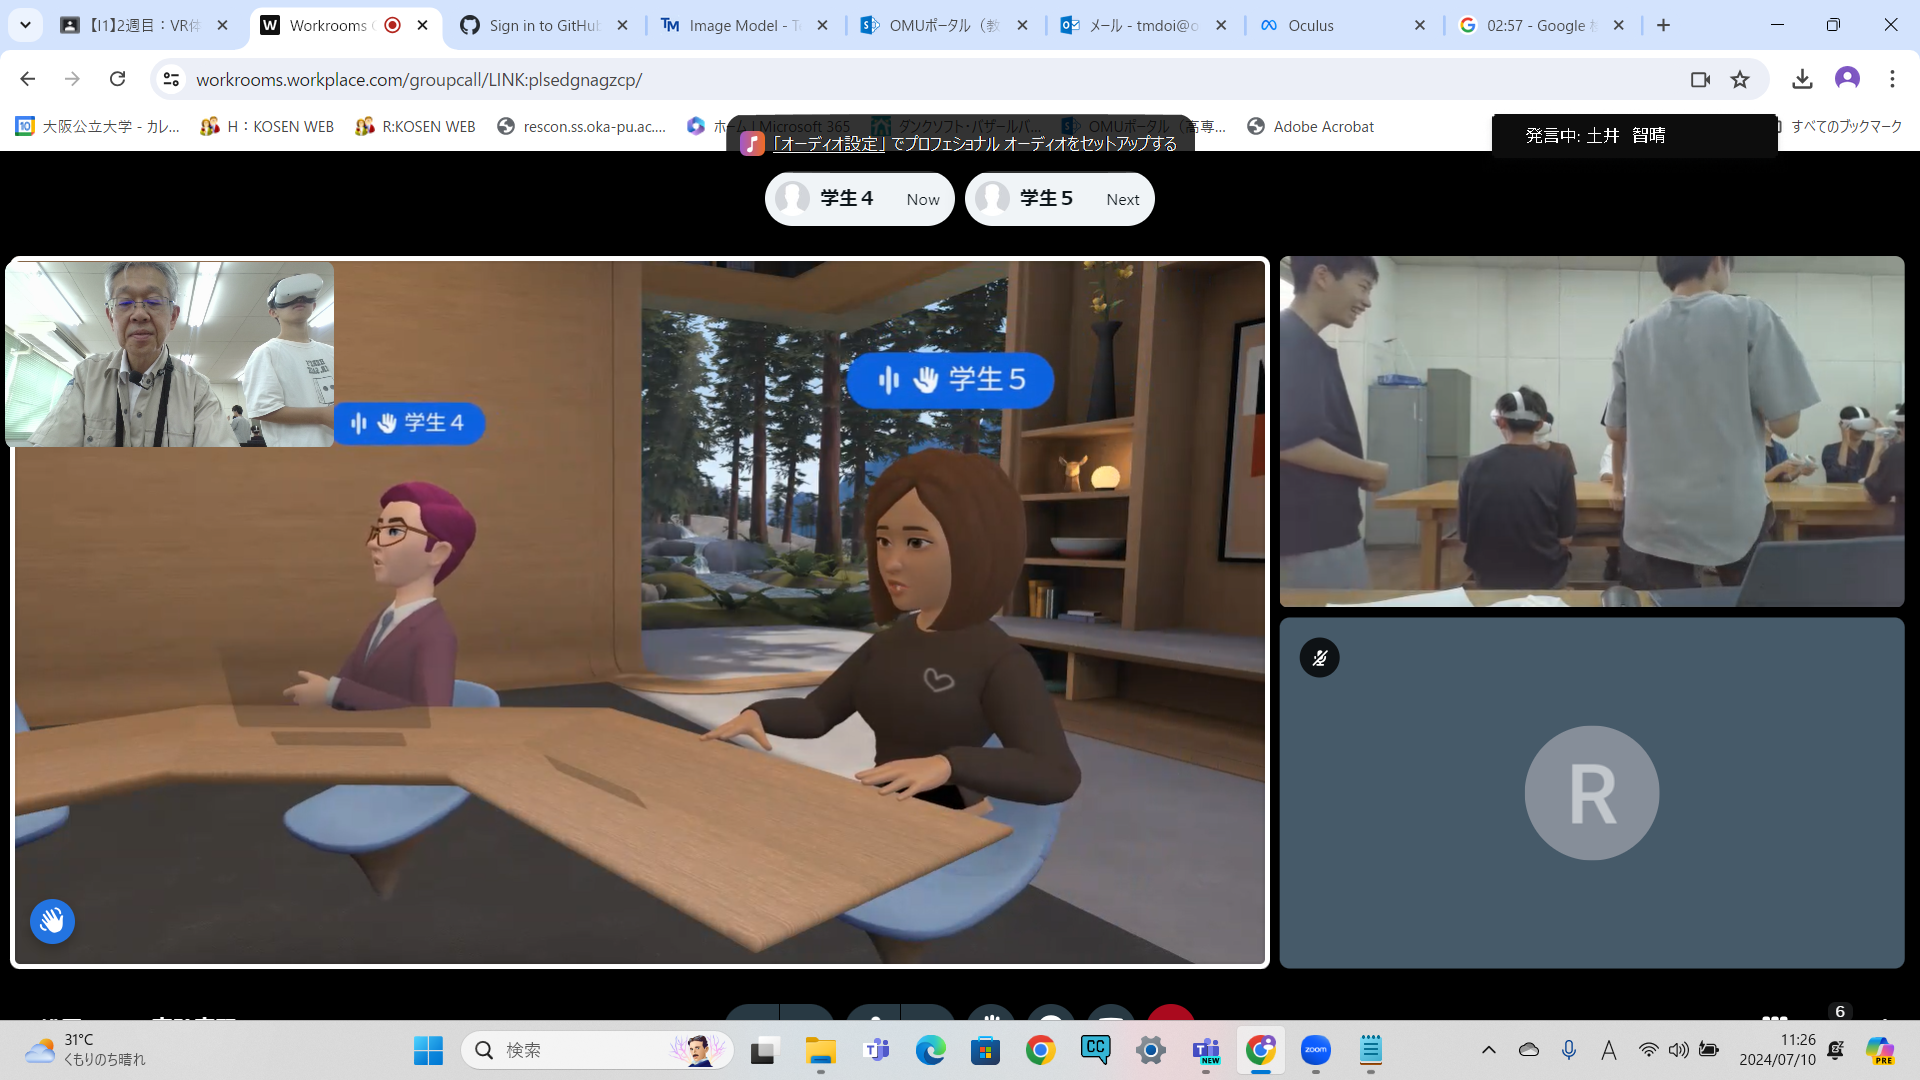 【I1】2週目：VR体
Workrooms
Sign in to GitHub
Image Model - T
OMUポータル（教
メール - tmdoi@o
Oculus
02:57 - Google 検
workrooms.workplace.com/groupcall/LINK:plsedgnagzcp/
大阪公立大学 - カレ...
H：KOSEN WEB
R:KOSEN WEB
rescon.ss.oka-pu.ac....
ホーム | Microsoft 365
ダンクソフト・バザールバ...
OMUポータル（高専...
Adobe Acrobat
すべてのブックマーク
「オーディオ設定」でプロフェショナル オーディオをセットアップする
発言中: 土井 智晴
学生４ Now
学生５ Next
学生５
学生４
R
6
31°C
くもりのち晴れ
検索
CC
NEW
zoom
A
11:26
2024/07/10
PRE